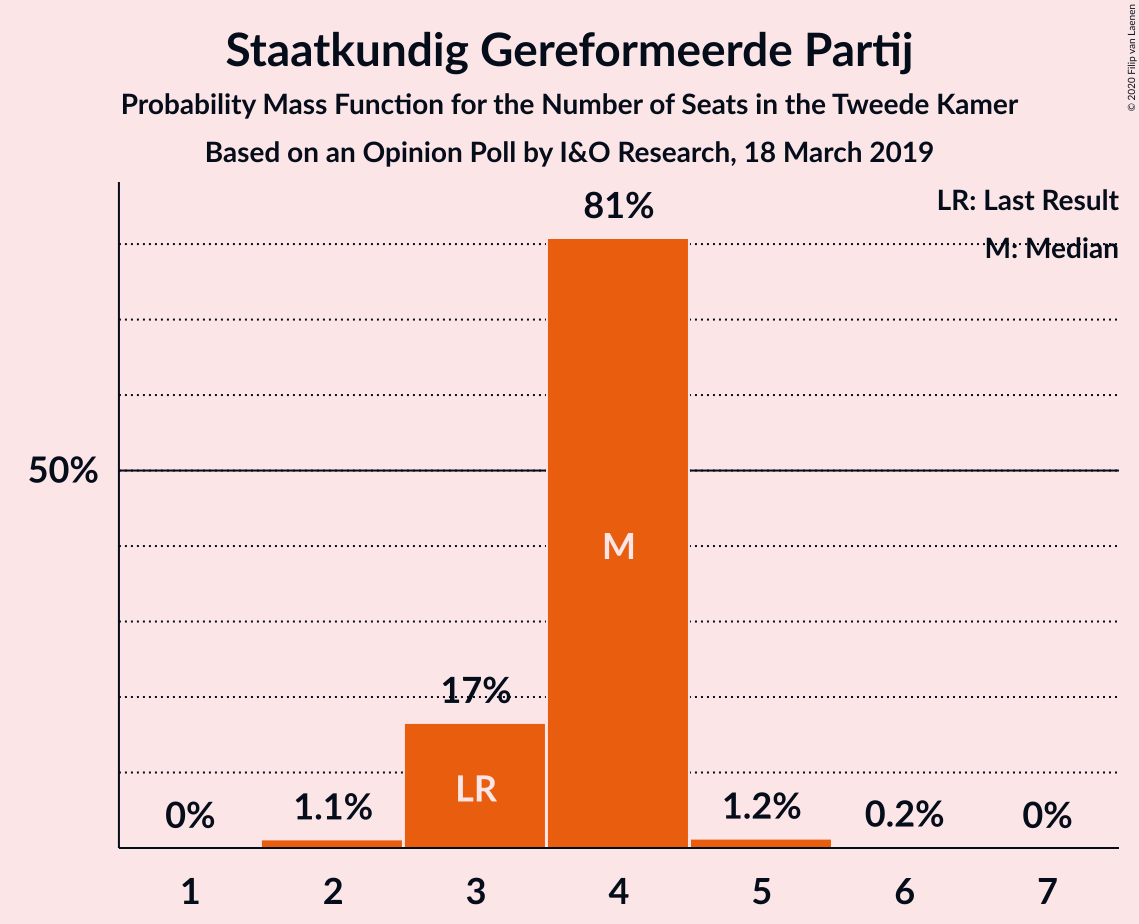 Staatkundig Gereformeerde Partij
Probability Mass Function for the Number of Seats in the Tweede Kamer
Based on an Opinion Poll by I&O Research, 18 March 2019
© 2020 Filip van Laenen
LR: Last Result
M: Median
81%
50%
M
17%
LR
0%
1.1%
1.2%
0.2%
0%
1 2 3 4 5 6 7